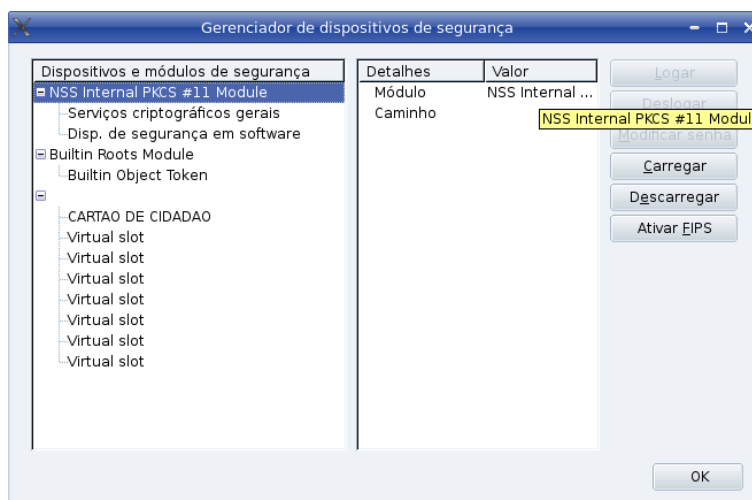 Gerenciador de dispositivos de segurança
Dispositivos e módulos de segurança
NSS Internal PKCS #11 Module
Serviços criptográficos gerais
Disp. de segurança em software
Builtin Roots Module
Builtin Object Token
CARTAO DE CIDADAO
Virtual slot
Virtual slot
Virtual slot
Virtual slot
Virtual slot
Virtual slot
Virtual slot
Detalhes Valor
Módulo NSS Internal ...
Caminho
NSS Internal PKCS #11 Modul
Logar
Deslogar
Modificar senha
Carregar
Descarregar
Ativar FIPS
OK